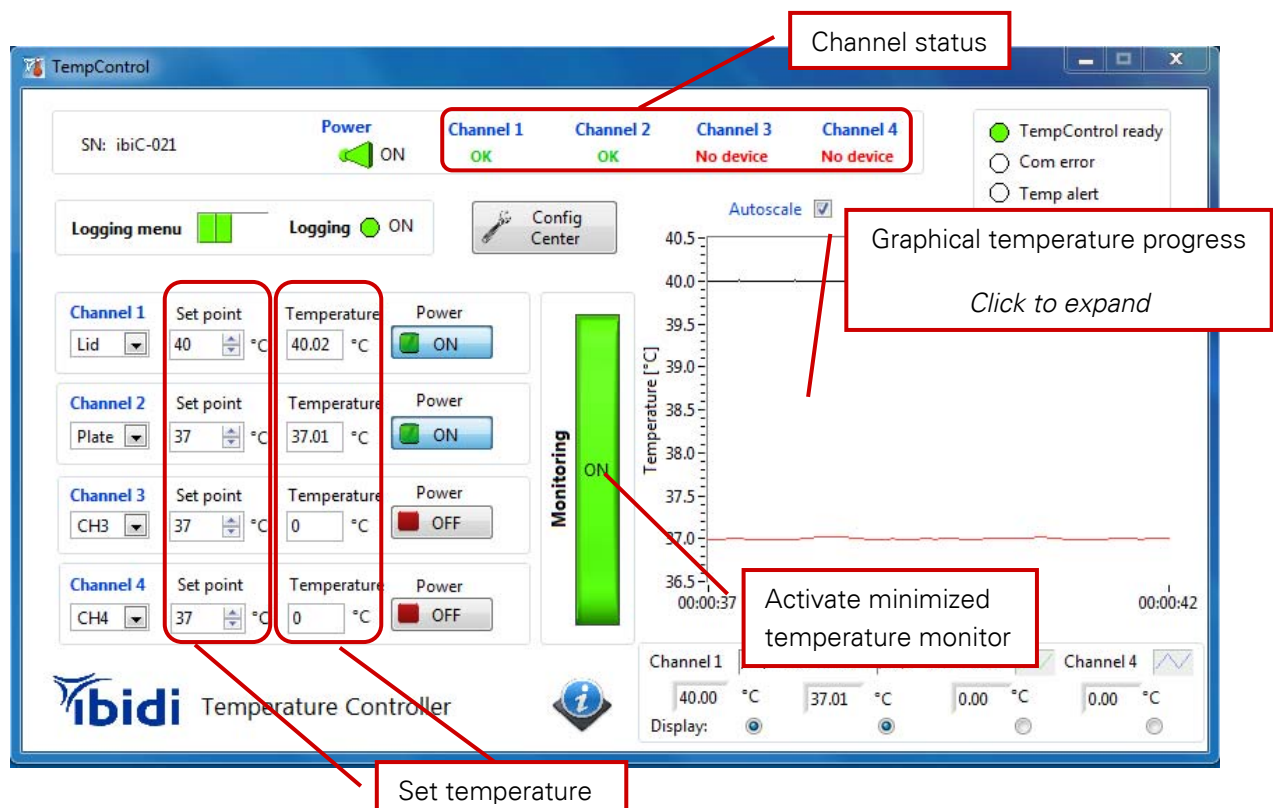 Channel status
TempControl
SN: ibiC-021
Power
ON
Channel 1
Channel 2
Channel 3
Channel 4
OK
OK
No device
No device
TempControl ready
Com error
Temp alert
Logging menu
Logging
ON
Config
Center
Autoscale
Graphical temperature progress
Click to expand
Channel 1
Set point
Temperature
Power
Lid
40
°C
40.02
°C
ON
Channel 2
Set point
Temperature
Power
Plate
37
°C
37.01
°C
ON
Channel 3
Set point
Temperature
Power
CH3
37
°C
0
°C
OFF
Channel 4
Set point
Temperature
Power
CH4
37
°C
0
°C
OFF
Monitoring
ON
Temperature [°C]
40.5
40.0
39.5
39.0
38.5
38.0
37.5
37.0
36.5
00:00:37
00:00:42
Activate minimized
temperature monitor
Channel 1
Channel 4
40.00 °C
37.01 °C
0.00 °C
0.00 °C
Display:
ibidi
Temperature Controller
Set temperature